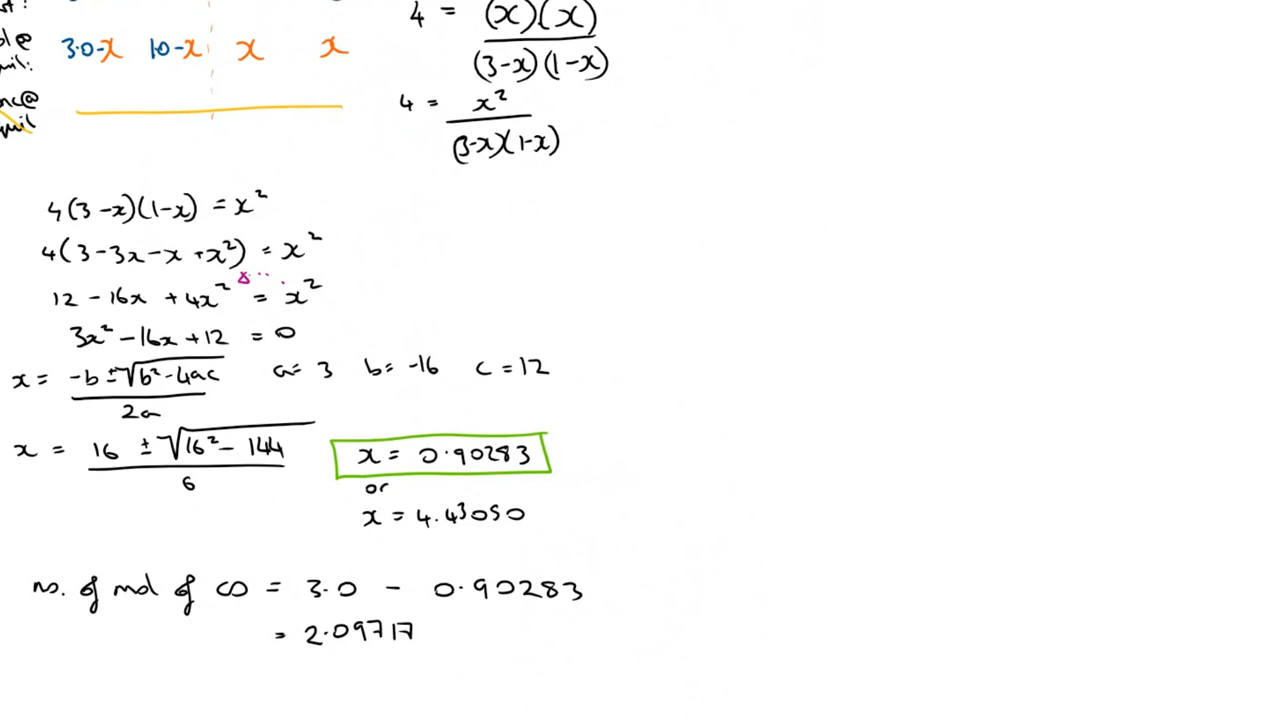 3.0-x 1.0-x x x
4 = (x)(x) / (3-x)(1-x)
4 = x² / (3-x)(1-x)
4(3-x)(1-x) = x²
4(3-3x-x+x²) = x²
12 - 16x + 4x² = x²
3x² - 16x + 12 = 0
x = -b ± √b² - 4ac / 2a a = 3 b = -16 c = 12
x = 16 ± √16² - 144 / 6
x = 0.90283
or
x = 4.43050
no. of mol of CO = 3.0 - 0.90283
= 2.09717